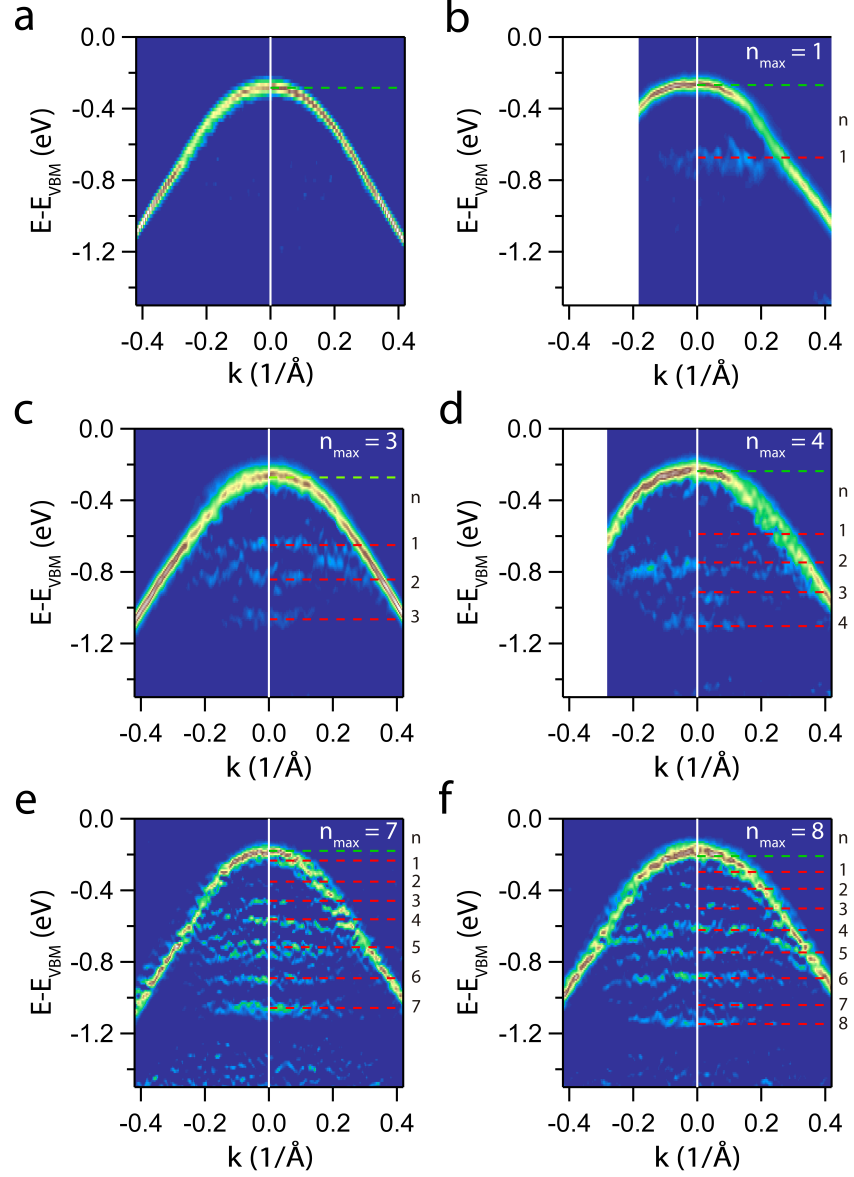 a
0.0
-0.4
-0.8
-1.2
E-E_VBM (eV)
-0.4 -0.2 0.0 0.2 0.4
k (1/Å)
b
n_max = 1
0.0
-0.4
-0.8
-1.2
E-E_VBM (eV)
n
1
-0.4 -0.2 0.0 0.2 0.4
k (1/Å)
c
n_max = 3
0.0
-0.4
-0.8
-1.2
E-E_VBM (eV)
n
1
2
3
-0.4 -0.2 0.0 0.2 0.4
k (1/Å)
d
n_max = 4
0.0
-0.4
-0.8
-1.2
E-E_VBM (eV)
n
1
2
3
4
-0.4 -0.2 0.0 0.2 0.4
k (1/Å)
e
n_max = 7
0.0
-0.4
-0.8
-1.2
E-E_VBM (eV)
n
1
2
3
4
5
6
7
-0.4 -0.2 0.0 0.2 0.4
k (1/Å)
f
n_max = 8
0.0
-0.4
-0.8
-1.2
E-E_VBM (eV)
n
1
2
3
4
5
6
7
8
-0.4 -0.2 0.0 0.2 0.4
k (1/Å)